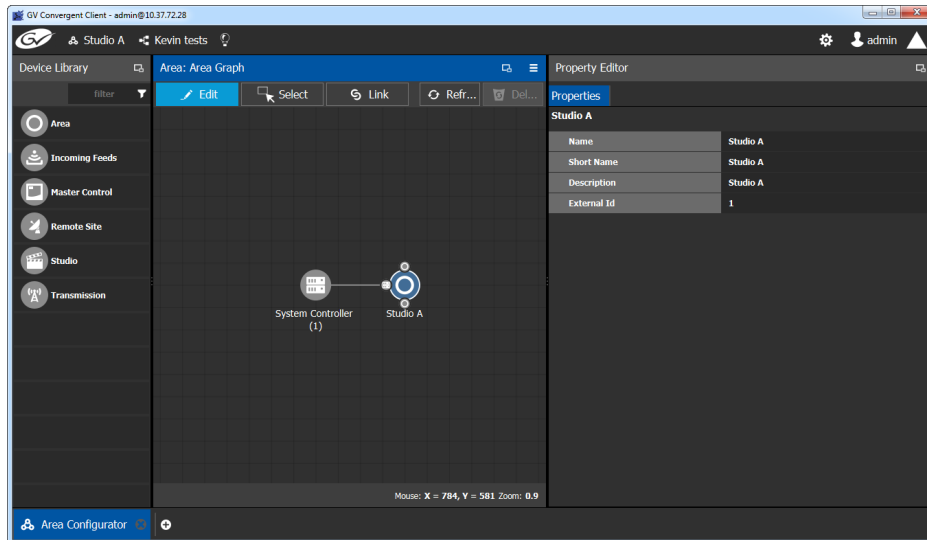 GV Convergent Client - admin@10.37.72.28
GV Studio A Kevin tests admin
Device Library
filter
Area
Incoming Feeds
Master Control
Remote Site
Studio
Transmission
Area: Area Graph
Edit Select Link Refr... Del...
System Controller
(1)
Studio A
Mouse: X = 784, Y = 581 Zoom: 0.9
Property Editor
Properties
Studio A
Name Studio A
Short Name Studio A
Description Studio A
External Id 1
Area Configurator